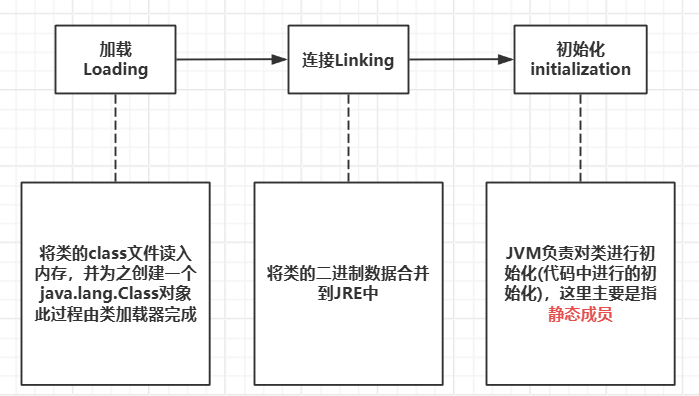 加载
Loading
连接Linking
初始化
initialization
将类的class文件读入
内存，并为之创建一个
java.lang.Class对象
此过程由类加载器完成
将类的二进制数据合并
到JRE中
JVM负责对类进行初
始化(代码中进行的初
始化)，这里主要是指
静态成员